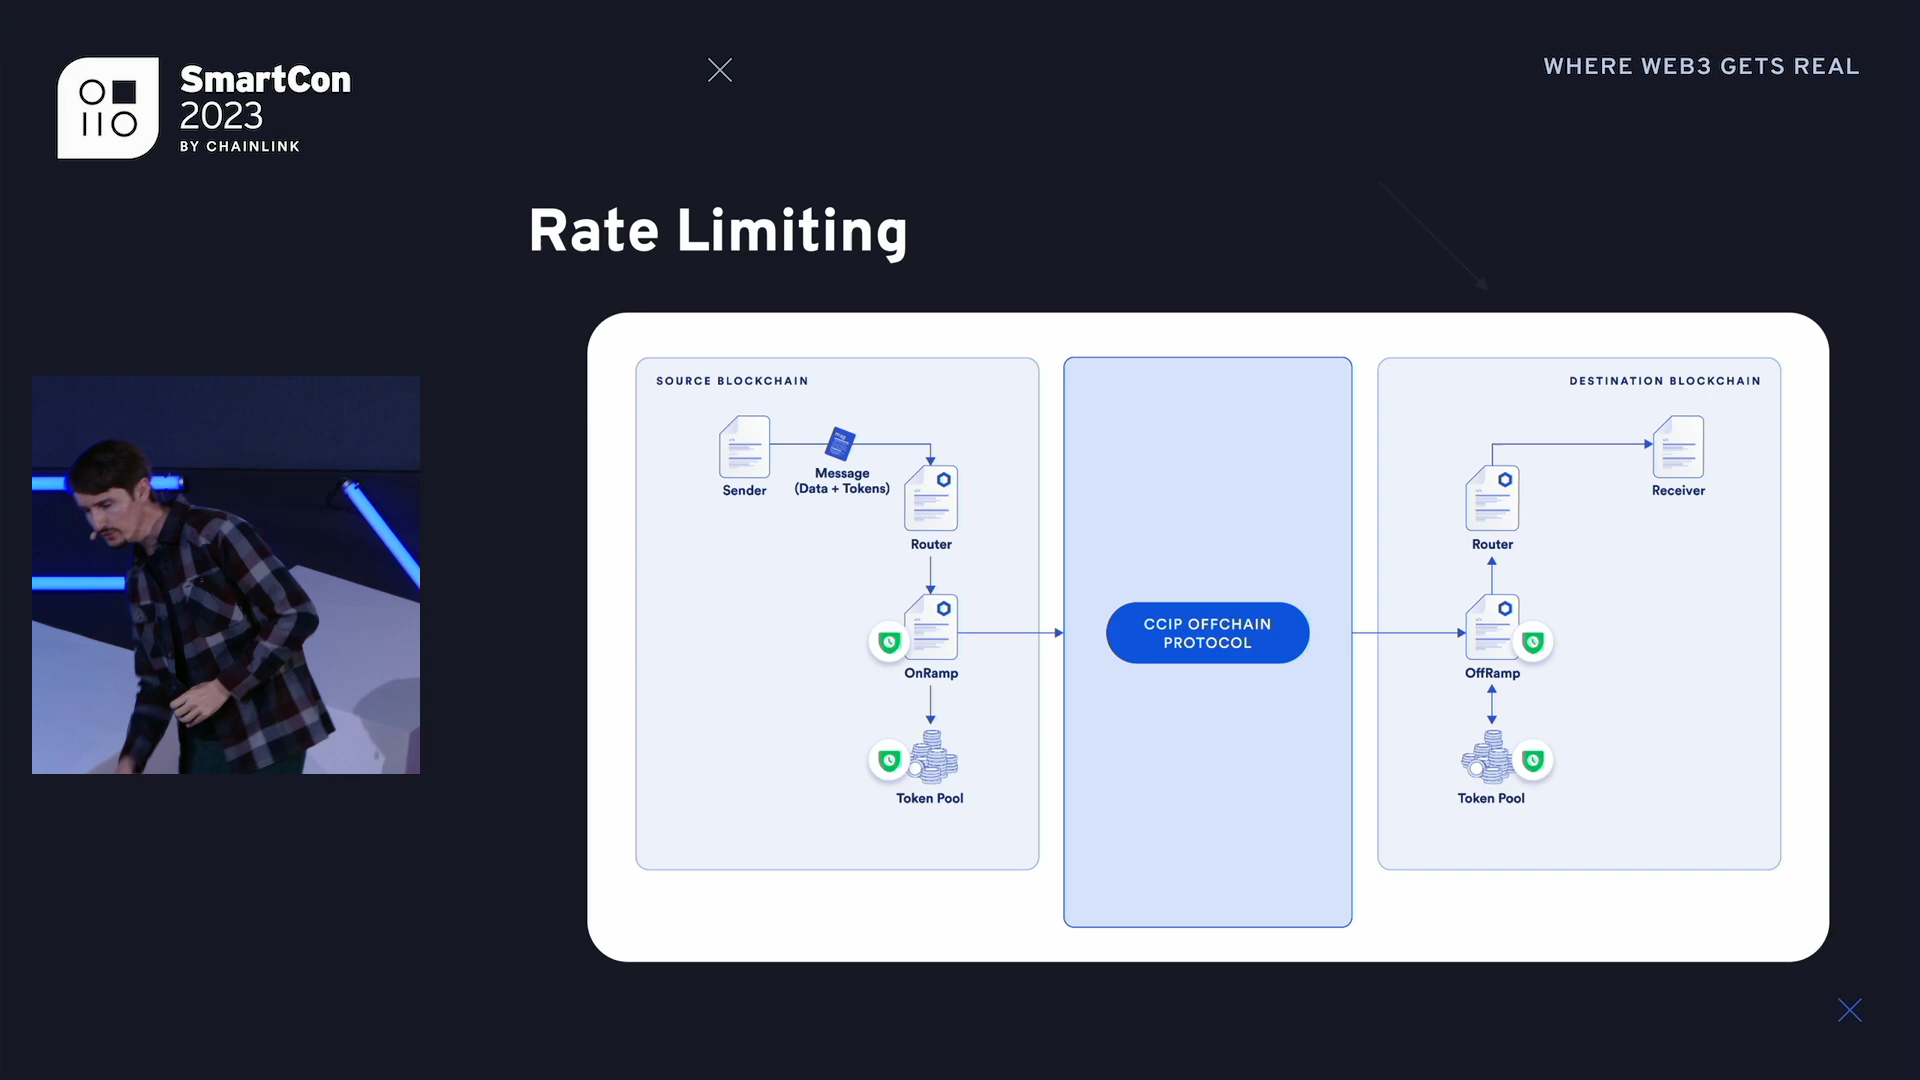 SmartCon
2023
BY CHAINLINK
WHERE WEB3 GETS REAL
Rate Limiting
SOURCE BLOCKCHAIN
Sender
Message
(Data + Tokens)
Router
OnRamp
Token Pool
CCIP OFFCHAIN
PROTOCOL
DESTINATION BLOCKCHAIN
Receiver
Router
OffRamp
Token Pool